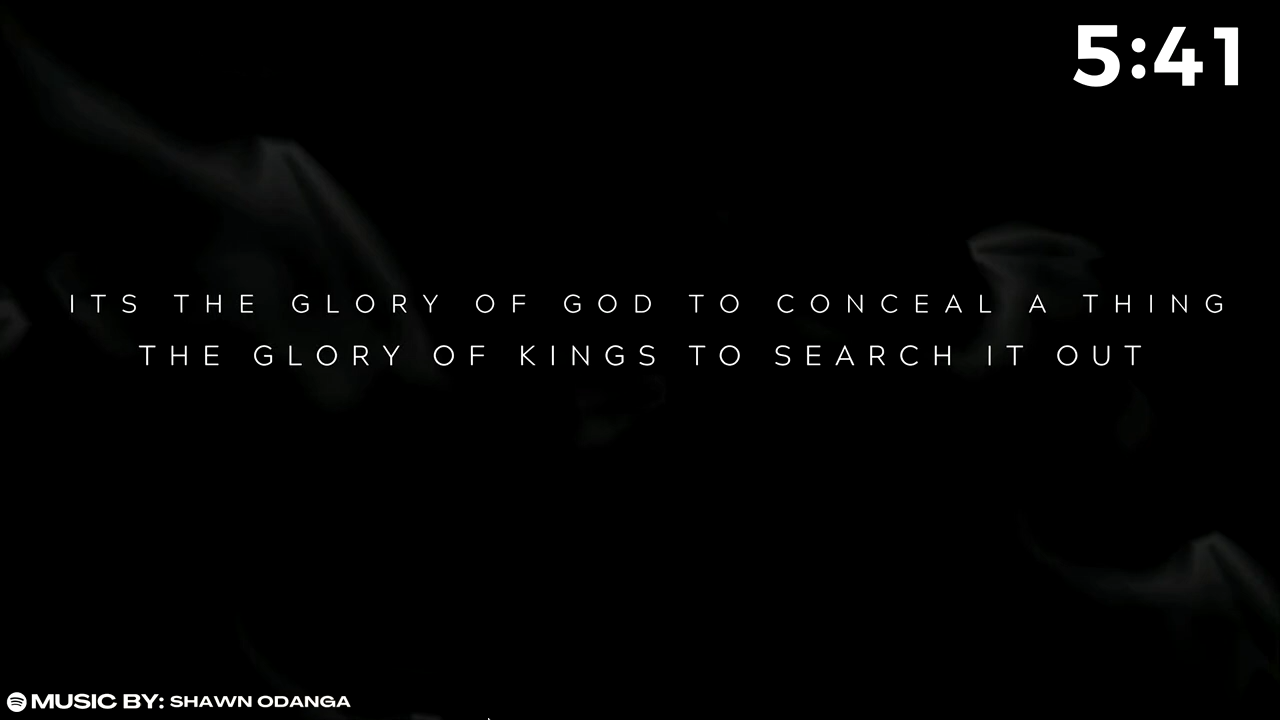 5:41
ITS THE GLORY OF GOD TO CONCEAL A THING
THE GLORY OF KINGS TO SEARCH IT OUT
MUSIC BY: SHAWN ODANGA